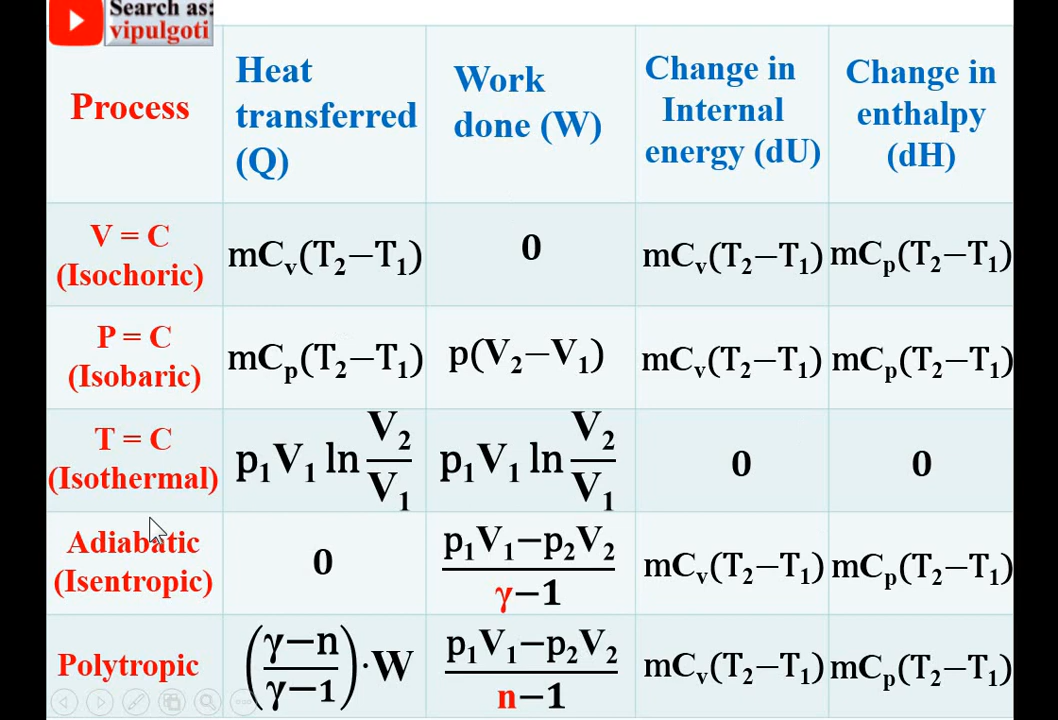 Search as:
vipulgoti
Process
Heat transferred (Q)
Work done (W)
Change in Internal energy (dU)
Change in enthalpy (dH)
V = C (Isochoric)
mCᵥ(T₂−T₁)
0
mCᵥ(T₂−T₁)
mCₚ(T₂−T₁)
P = C (Isobaric)
mCₚ(T₂−T₁)
p(V₂−V₁)
mCᵥ(T₂−T₁)
mCₚ(T₂−T₁)
T = C (Isothermal)
p₁V₁ ln V₂/V₁
p₁V₁ ln V₂/V₁
0
0
Adiabatic (Isentropic)
0
p₁V₁−p₂V₂/γ−1
mCᵥ(T₂−T₁)
mCₚ(T₂−T₁)
Polytropic
(γ−n/γ−1)·W
p₁V₁−p₂V₂/n−1
mCᵥ(T₂−T₁)
mCₚ(T₂−T₁)